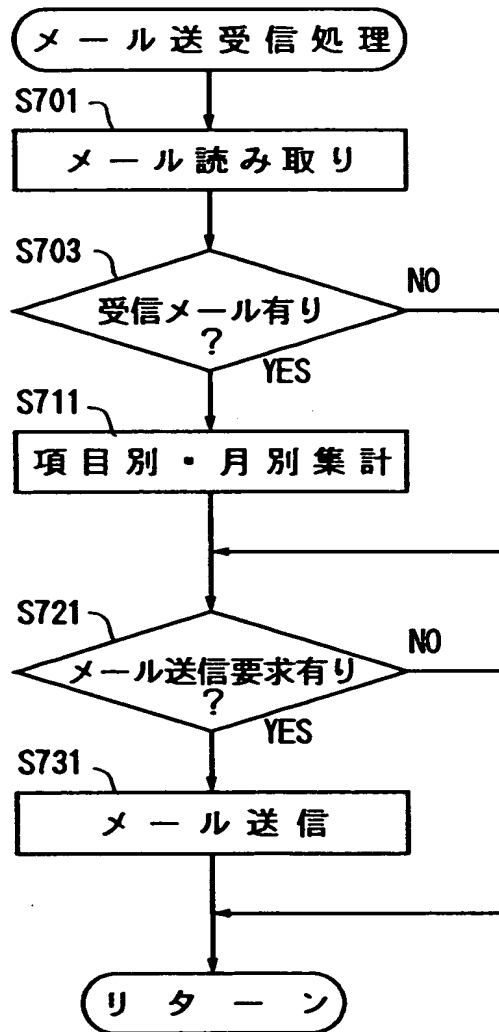 メール送受信処理
S701
メール読み取り
S703
受信メール有り
?
NO
YES
S711
項目別・月別集計
S721
メール送信要求有り
?
NO
YES
S731
メール送信
リターン